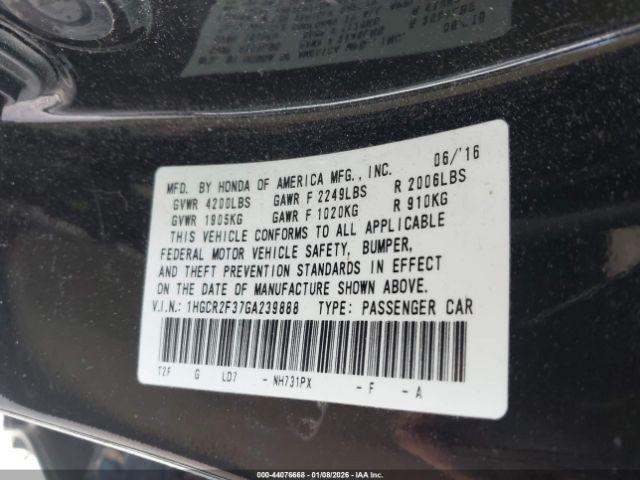 MFD. BY HONDA OF AMERICA MFG., INC. 06/'16
GVWR 4200LBS GAWR F 2249LBS R 2006LBS
GVWR 1905KG GAWR F 1020KG R 910KG
THIS VEHICLE CONFORMS TO ALL APPLICABLE
FEDERAL MOTOR VEHICLE SAFETY, BUMPER,
AND THEFT PREVENTION STANDARDS IN EFFECT
ON THE DATE OF MANUFACTURE SHOWN ABOVE.
V.I.N.: 1HGCR2F37GA239888 TYPE: PASSENGER CAR
T2F G LD7 - NH731PX - F - A
000-44076668 - 01/08/2026 - IAA Inc.